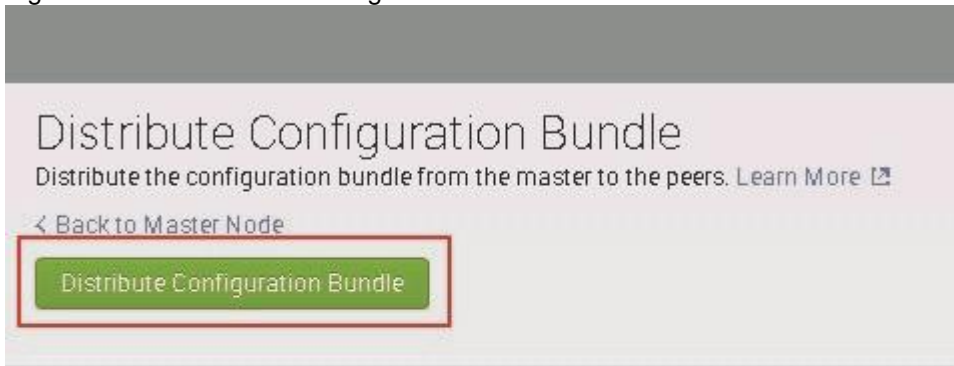 Distribute Configuration Bundle
Distribute the configuration bundle from the master to the peers. Learn More
< Back to Master Node
Distribute Configuration Bundle